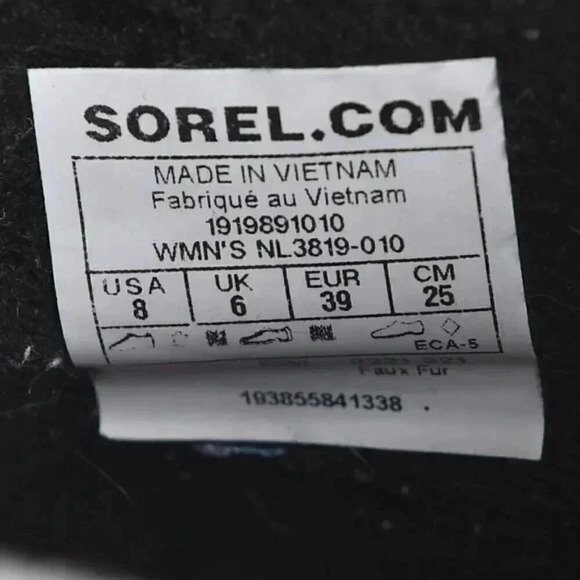 SOREL.COM
MADE IN VIETNAM
Fabriqué au Vietnam
1919891010
WMN'S NL3819-010
USA UK EUR CM
8 6 39 25
ECA-5
Faux Fur
193855841338